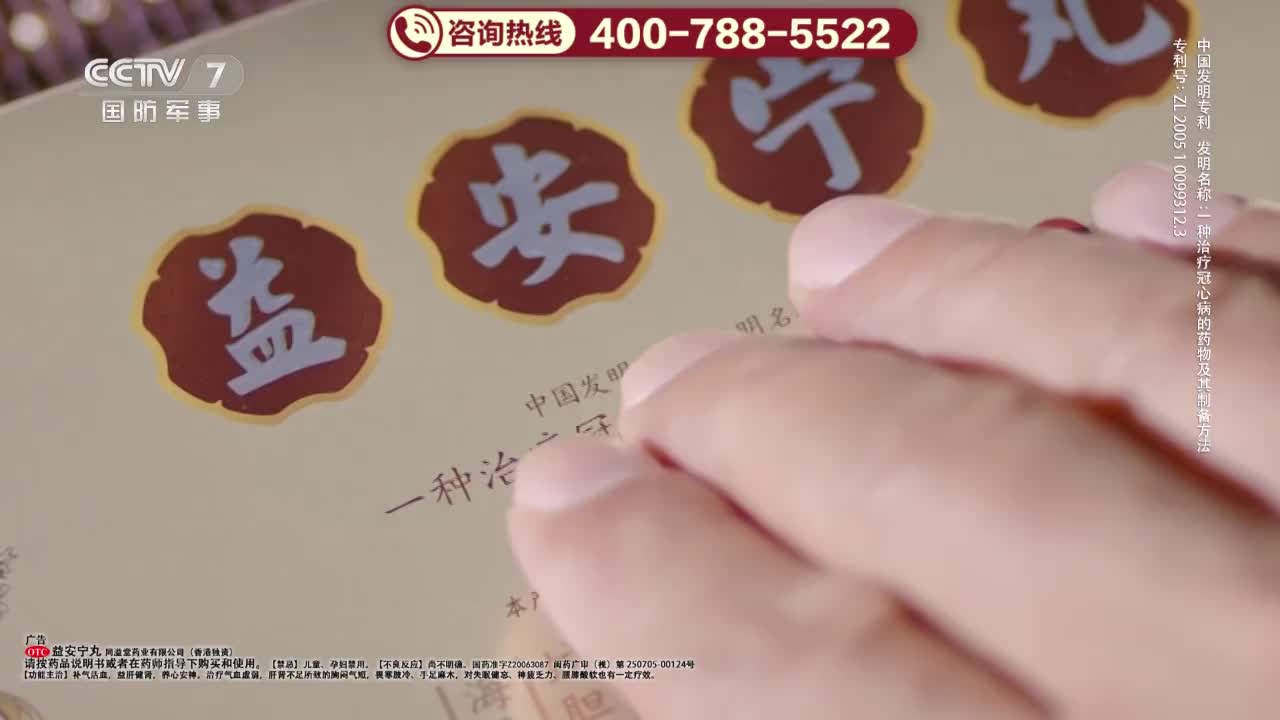 咨询热线 400-788-5522
CCTV 7
国防军事
益安宁丸
中国发明专利 发明名称:一种治疗冠心病的药物及其制备方法
专利号:ZL 2005 1 0099312.3
中国发明
明名
一种治疗冠
本
胆
海
广告
OTC 益安宁丸 同溢堂药业有限公司(香港独资)
请按药品说明书或者在药师指导下购买和使用。【禁忌】儿童、孕妇禁用。【不良反应】尚不明确。国药准字Z20063087 闽药广审(视)第250705-00124号
【功能主治】补气活血,益肝健肾,养心安神。治疗气血虚弱,肝肾不足所致的胸闷气短,畏寒肢冷、手足麻木,对失眠健忘、神疲乏力、腰膝酸软也有一定疗效。